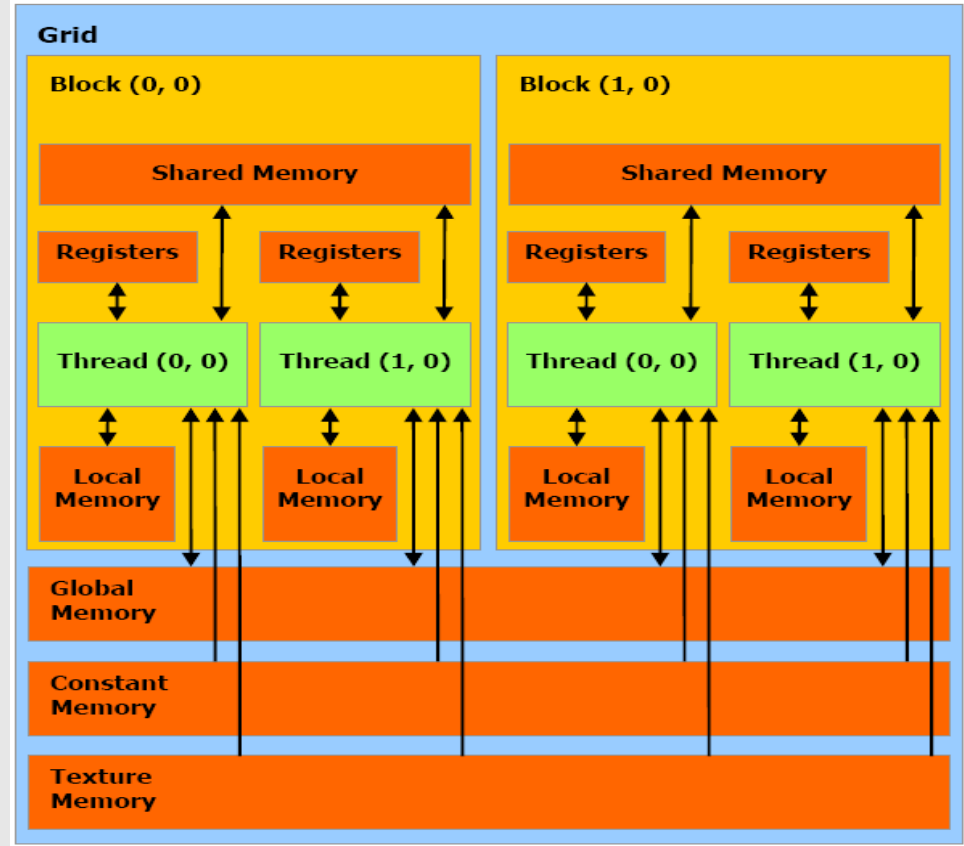 Grid
Block (0, 0)
Block (1, 0)
Shared Memory
Shared Memory
Registers
Registers
Registers
Registers
Thread (0, 0)
Thread (1, 0)
Thread (0, 0)
Thread (1, 0)
Local
Memory
Local
Memory
Local
Memory
Local
Memory
Global
Memory
Constant
Memory
Texture
Memory